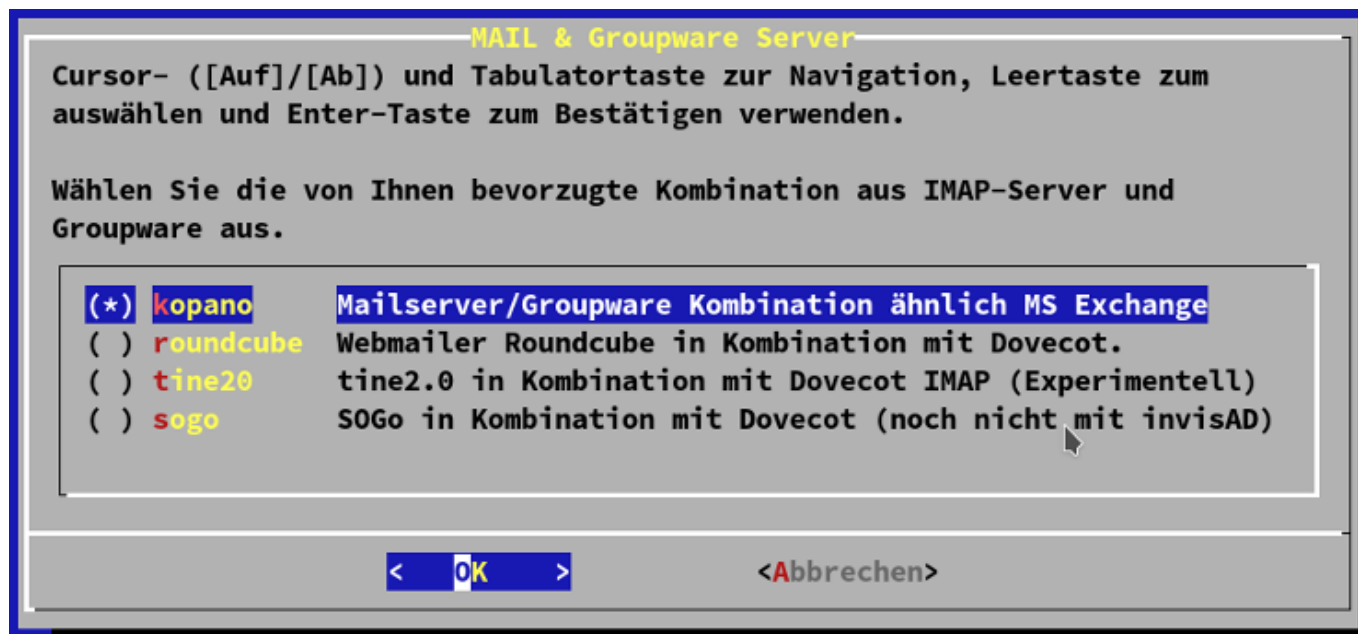 MAIL & Groupware Server
Cursor- ([Auf]/[Ab]) und Tabulatortaste zur Navigation, Leertaste zum
auswählen und Enter-Taste zum Bestätigen verwenden.
Wählen Sie die von Ihnen bevorzugte Kombination aus IMAP-Server und
Groupware aus.
(*) kopano Mailserver/Groupware Kombination ähnlich MS Exchange
( ) roundcube Webmailer Roundcube in Kombination mit Dovecot.
( ) tine20 tine2.0 in Kombination mit Dovecot IMAP (Experimentell)
( ) sogo SOGo in Kombination mit Dovecot (noch nicht mit invisAD)
< OK > <Abbrechen>